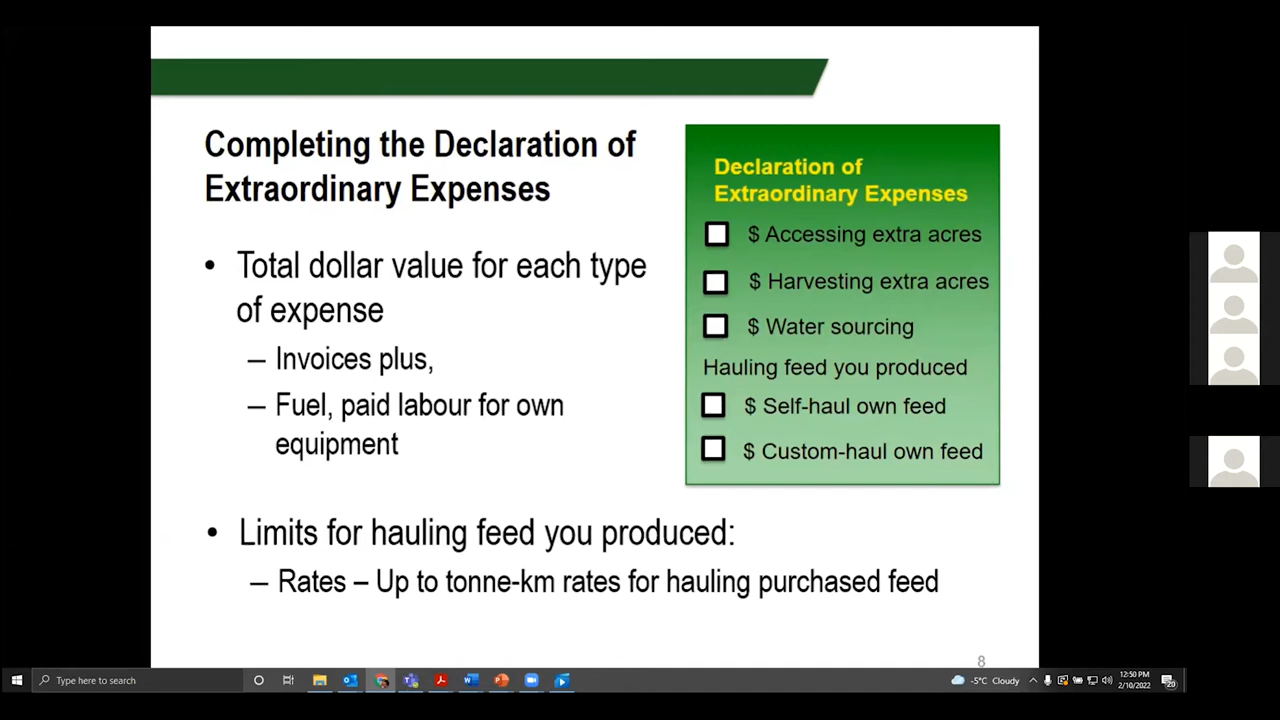 Completing the Declaration of
Extraordinary Expenses
• Total dollar value for each type
of expense
– Invoices plus,
– Fuel, paid labour for own
equipment
Declaration of
Extraordinary Expenses
$ Accessing extra acres
$ Harvesting extra acres
$ Water sourcing
Hauling feed you produced
$ Self-haul own feed
$ Custom-haul own feed
• Limits for hauling feed you produced:
– Rates – Up to tonne-km rates for hauling purchased feed
8
Type here to search
-5°C Cloudy
12:50 PM
2/10/2022
20